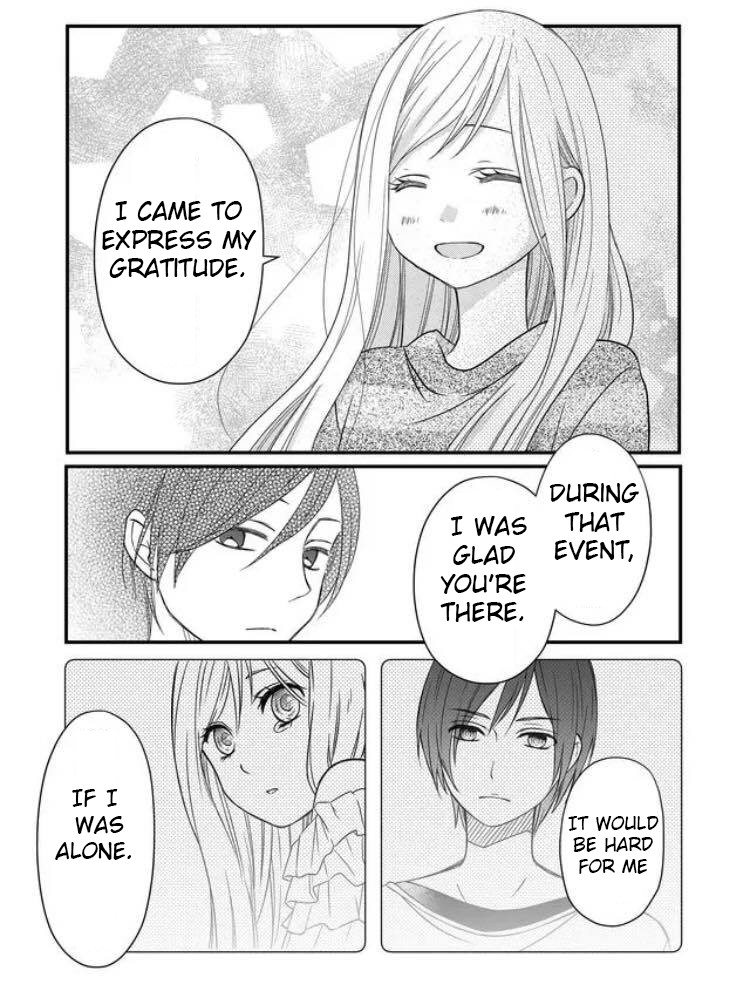 I CAME TO
EXPRESS MY
GRATITUDE.
DURING
THAT
EVENT,
I WAS
GLAD
YOU'RE
THERE.
IT WOULD
BE HARD
FOR ME
IF I
WAS
ALONE.